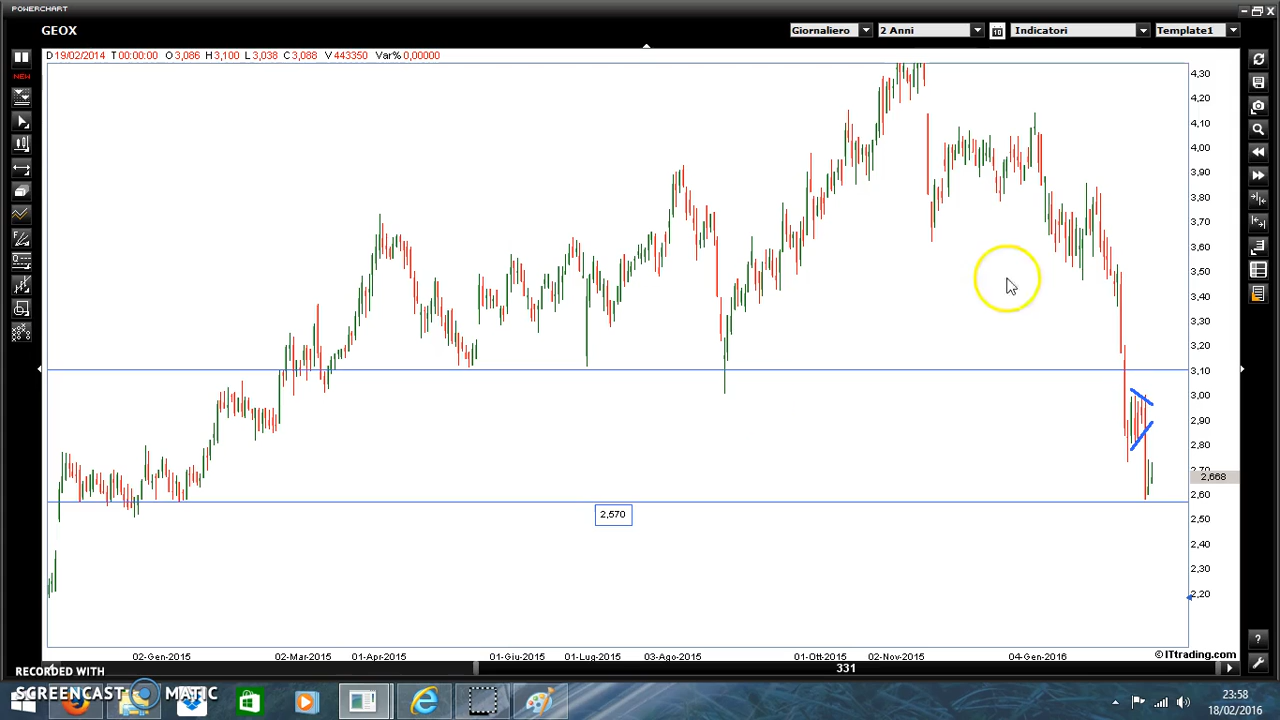 POWERCHART
GEOX
Giornaliero
2 Anni
Indicatori
Template1
D 19/02/2014 T 00:00:00 O 3,086 H 3,100 L 3,038 C 3,088 V 443350 Var% 0,00000
NEW
4,30
4,20
4,10
4,00
3,90
3,80
3,70
3,60
3,50
3,40
3,30
3,20
3,10
3,00
2,90
2,80
2,70
2,668
2,60
2,50
2,40
2,30
2,20
2,570
02-Gen-2015
02-Mar-2015
01-Apr-2015
01-Giu-2015
01-Lug-2015
03-Ago-2015
01-Ott-2015
02-Nov-2015
04-Gen-2016
© ITtrading.com
331
?
RECORDED WITH
SCREENCAST MATIC
23:58
18/02/2016